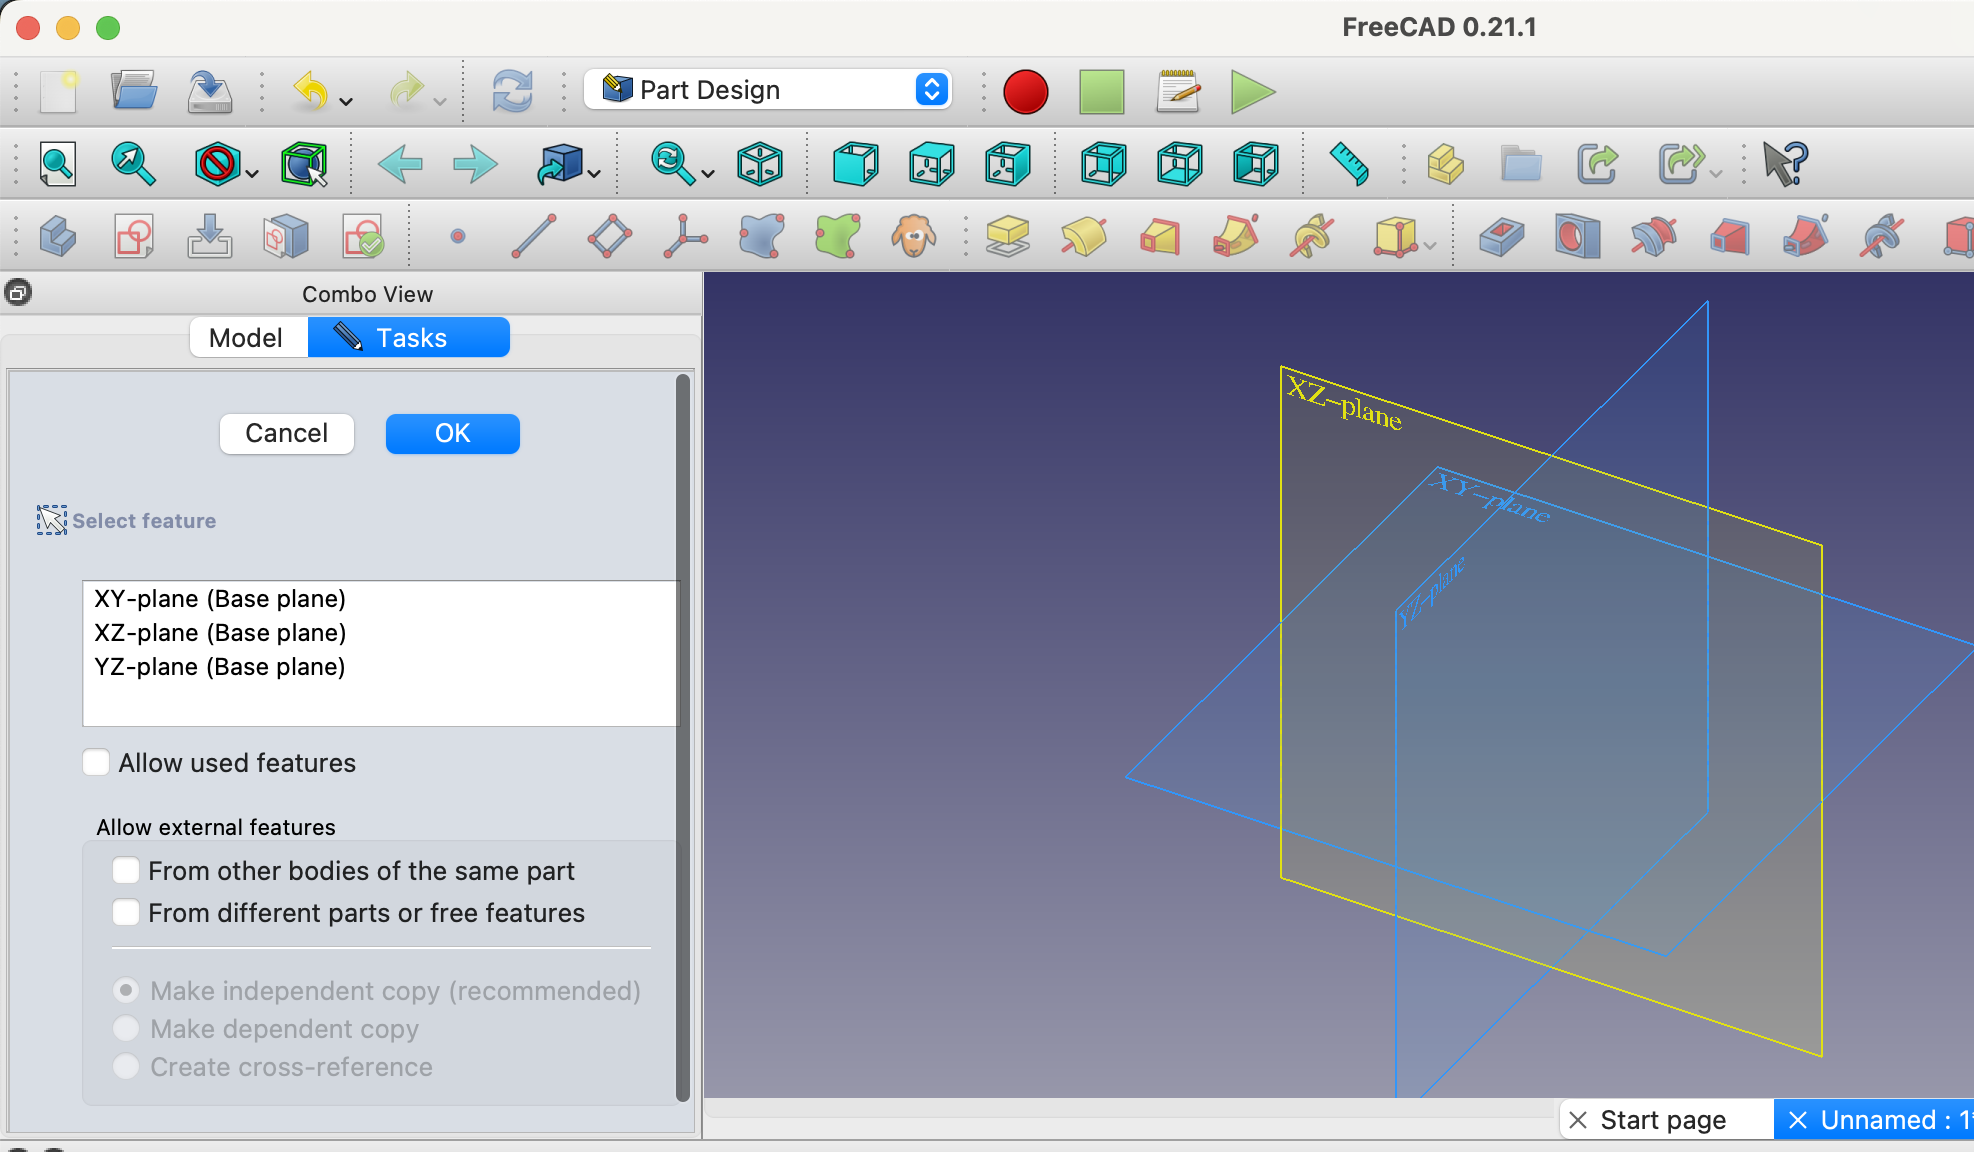 FreeCAD 0.21.1
Part Design
Combo View
Model
Tasks
Cancel
OK
Select feature
XY-plane (Base plane)
XZ-plane (Base plane)
YZ-plane (Base plane)
Allow used features
Allow external features
From other bodies of the same part
From different parts or free features
Make independent copy (recommended)
Make dependent copy
Create cross-reference
XZ-plane
XY-plane
YZ-plane
Start page
Unnamed : 1